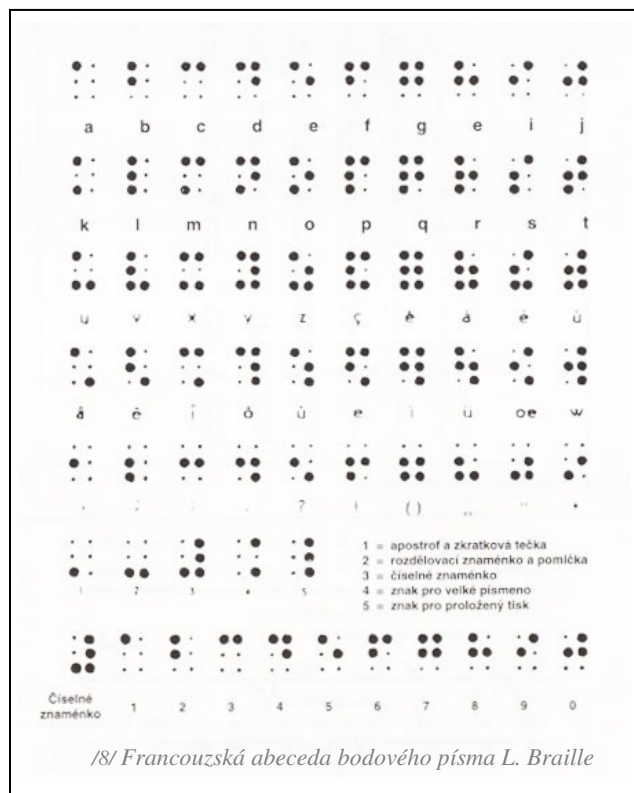 a b c d e f g e i j
k l m n o p q r s t
u v x y z ç é à è ù
â ê î ô û e i ü oe w
? ! ( )
1 2 3 4 5
1 = apostrof a zkratková tečka
2 = rozdělovací znaménko a pomlčka
3 = číselné znaménko
4 = znak pro velké písmeno
5 = znak pro proložený tisk
Číselné
znaménko 1 2 3 4 5 6 7 8 9 0
/8/ Francouzská abeceda bodového písma L. Braille